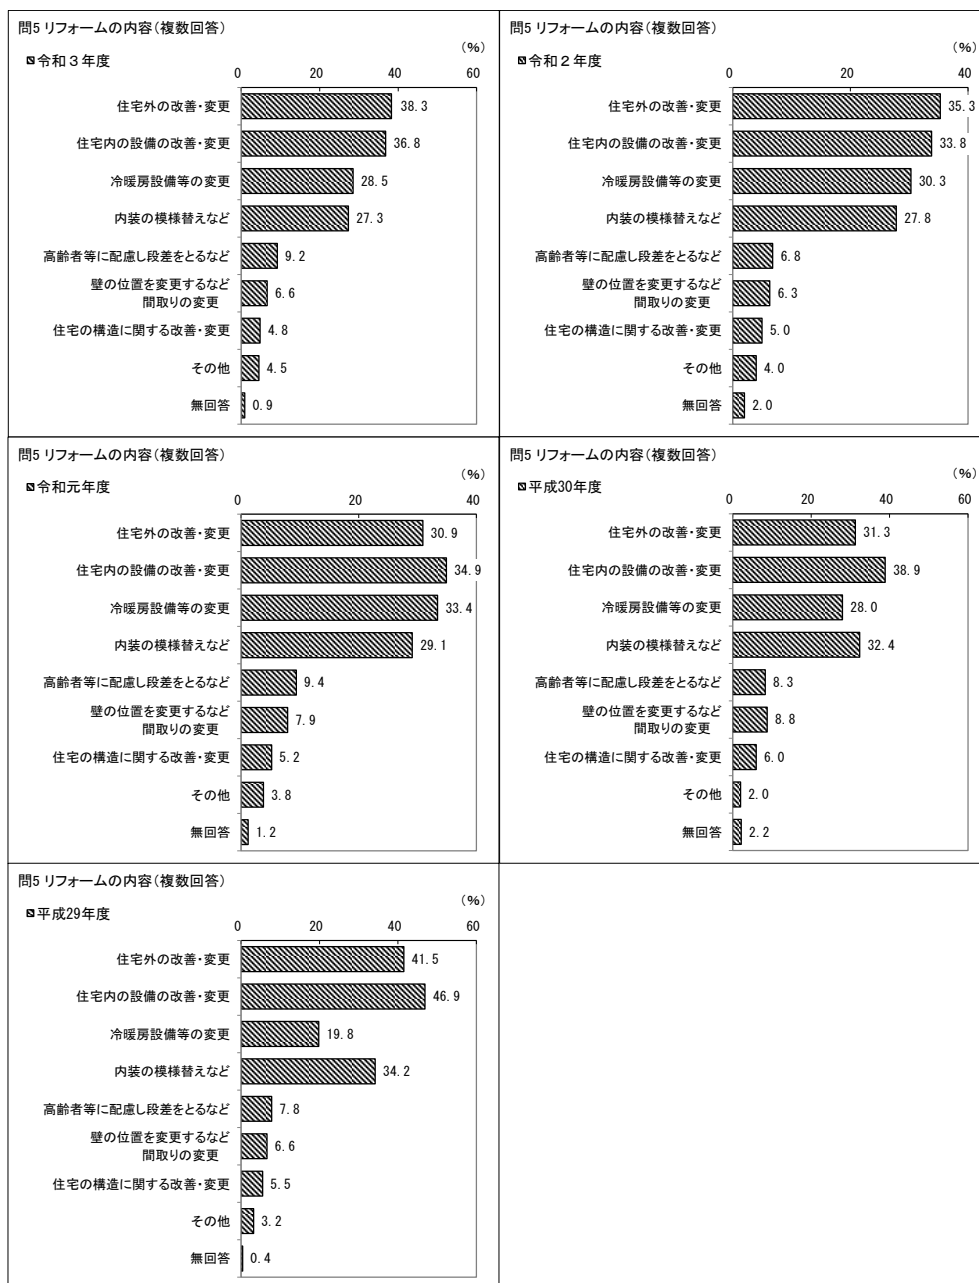 問5 リフォームの内容(複数回答)
(%)
令和３年度
0 20 40 60
住宅外の改善・変更 38.3
住宅内の設備の改善・変更 36.8
冷暖房設備等の変更 28.5
内装の模様替えなど 27.3
高齢者等に配慮し段差をとるなど 9.2
壁の位置を変更するなど
間取りの変更 6.6
住宅の構造に関する改善・変更 4.8
その他 4.5
無回答 0.9
問5 リフォームの内容(複数回答)
(%)
令和２年度
0 20 40
住宅外の改善・変更 35.3
住宅内の設備の改善・変更 33.8
冷暖房設備等の変更 30.3
内装の模様替えなど 27.8
高齢者等に配慮し段差をとるなど 6.8
壁の位置を変更するなど
間取りの変更 6.3
住宅の構造に関する改善・変更 5.0
その他 4.0
無回答 2.0
問5 リフォームの内容(複数回答)
(%)
令和元年度
0 20 40
住宅外の改善・変更 30.9
住宅内の設備の改善・変更 34.9
冷暖房設備等の変更 33.4
内装の模様替えなど 29.1
高齢者等に配慮し段差をとるなど 9.4
壁の位置を変更するなど
間取りの変更 7.9
住宅の構造に関する改善・変更 5.2
その他 3.8
無回答 1.2
問5 リフォームの内容(複数回答)
(%)
平成30年度
0 20 40 60
住宅外の改善・変更 31.3
住宅内の設備の改善・変更 38.9
冷暖房設備等の変更 28.0
内装の模様替えなど 32.4
高齢者等に配慮し段差をとるなど 8.3
壁の位置を変更するなど
間取りの変更 8.8
住宅の構造に関する改善・変更 6.0
その他 2.0
無回答 2.2
問5 リフォームの内容(複数回答)
(%)
平成29年度
0 20 40 60
住宅外の改善・変更 41.5
住宅内の設備の改善・変更 46.9
冷暖房設備等の変更 19.8
内装の模様替えなど 34.2
高齢者等に配慮し段差をとるなど 7.8
壁の位置を変更するなど
間取りの変更 6.6
住宅の構造に関する改善・変更 5.5
その他 3.2
無回答 0.4